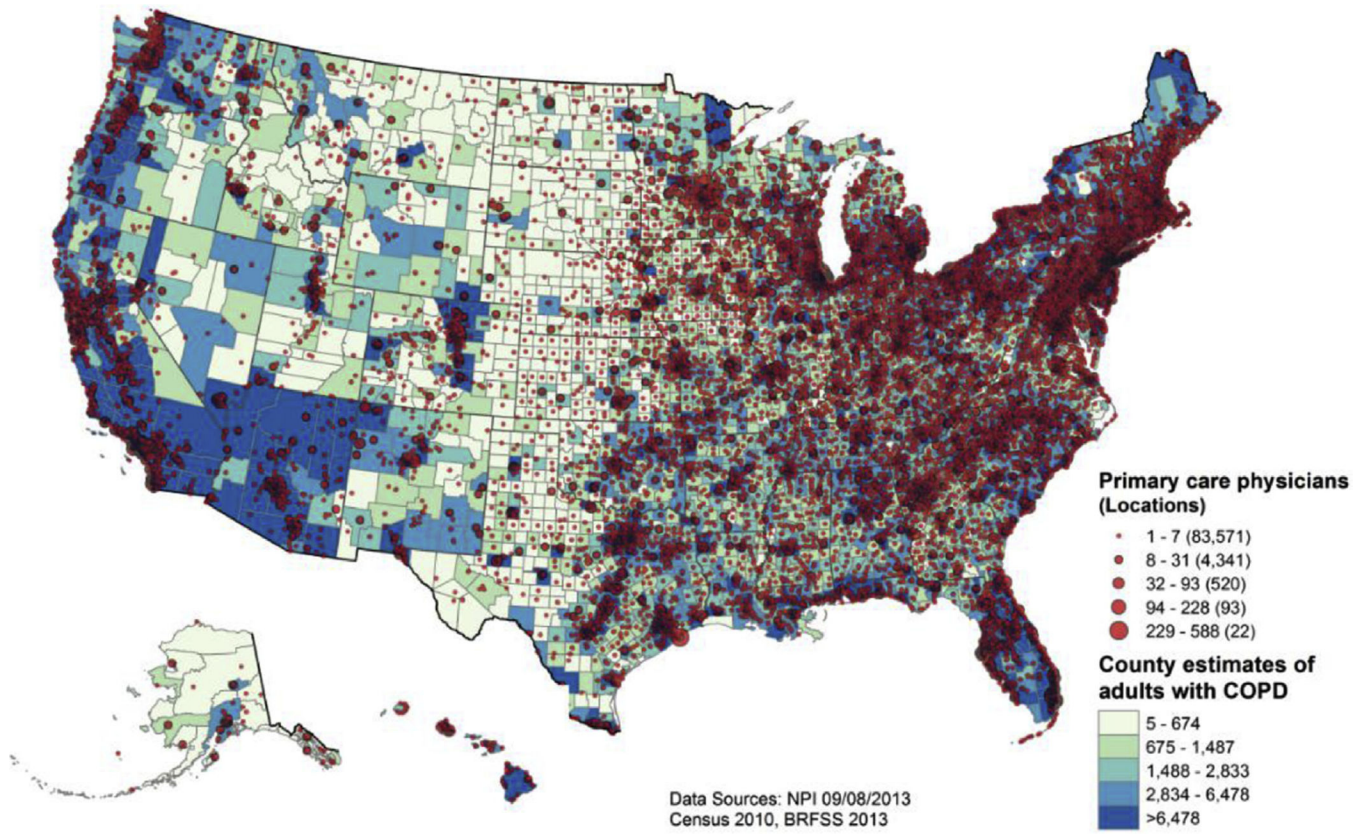 Primary care physicians
(Locations)
1 - 7 (83,571)
8 - 31 (4,341)
32 - 93 (520)
94 - 228 (93)
229 - 588 (22)
County estimates of
adults with COPD
5 - 674
675 - 1,487
1,488 - 2,833
2,834 - 6,478
>6,478
Data Sources: NPI 09/08/2013
Census 2010, BRFSS 2013